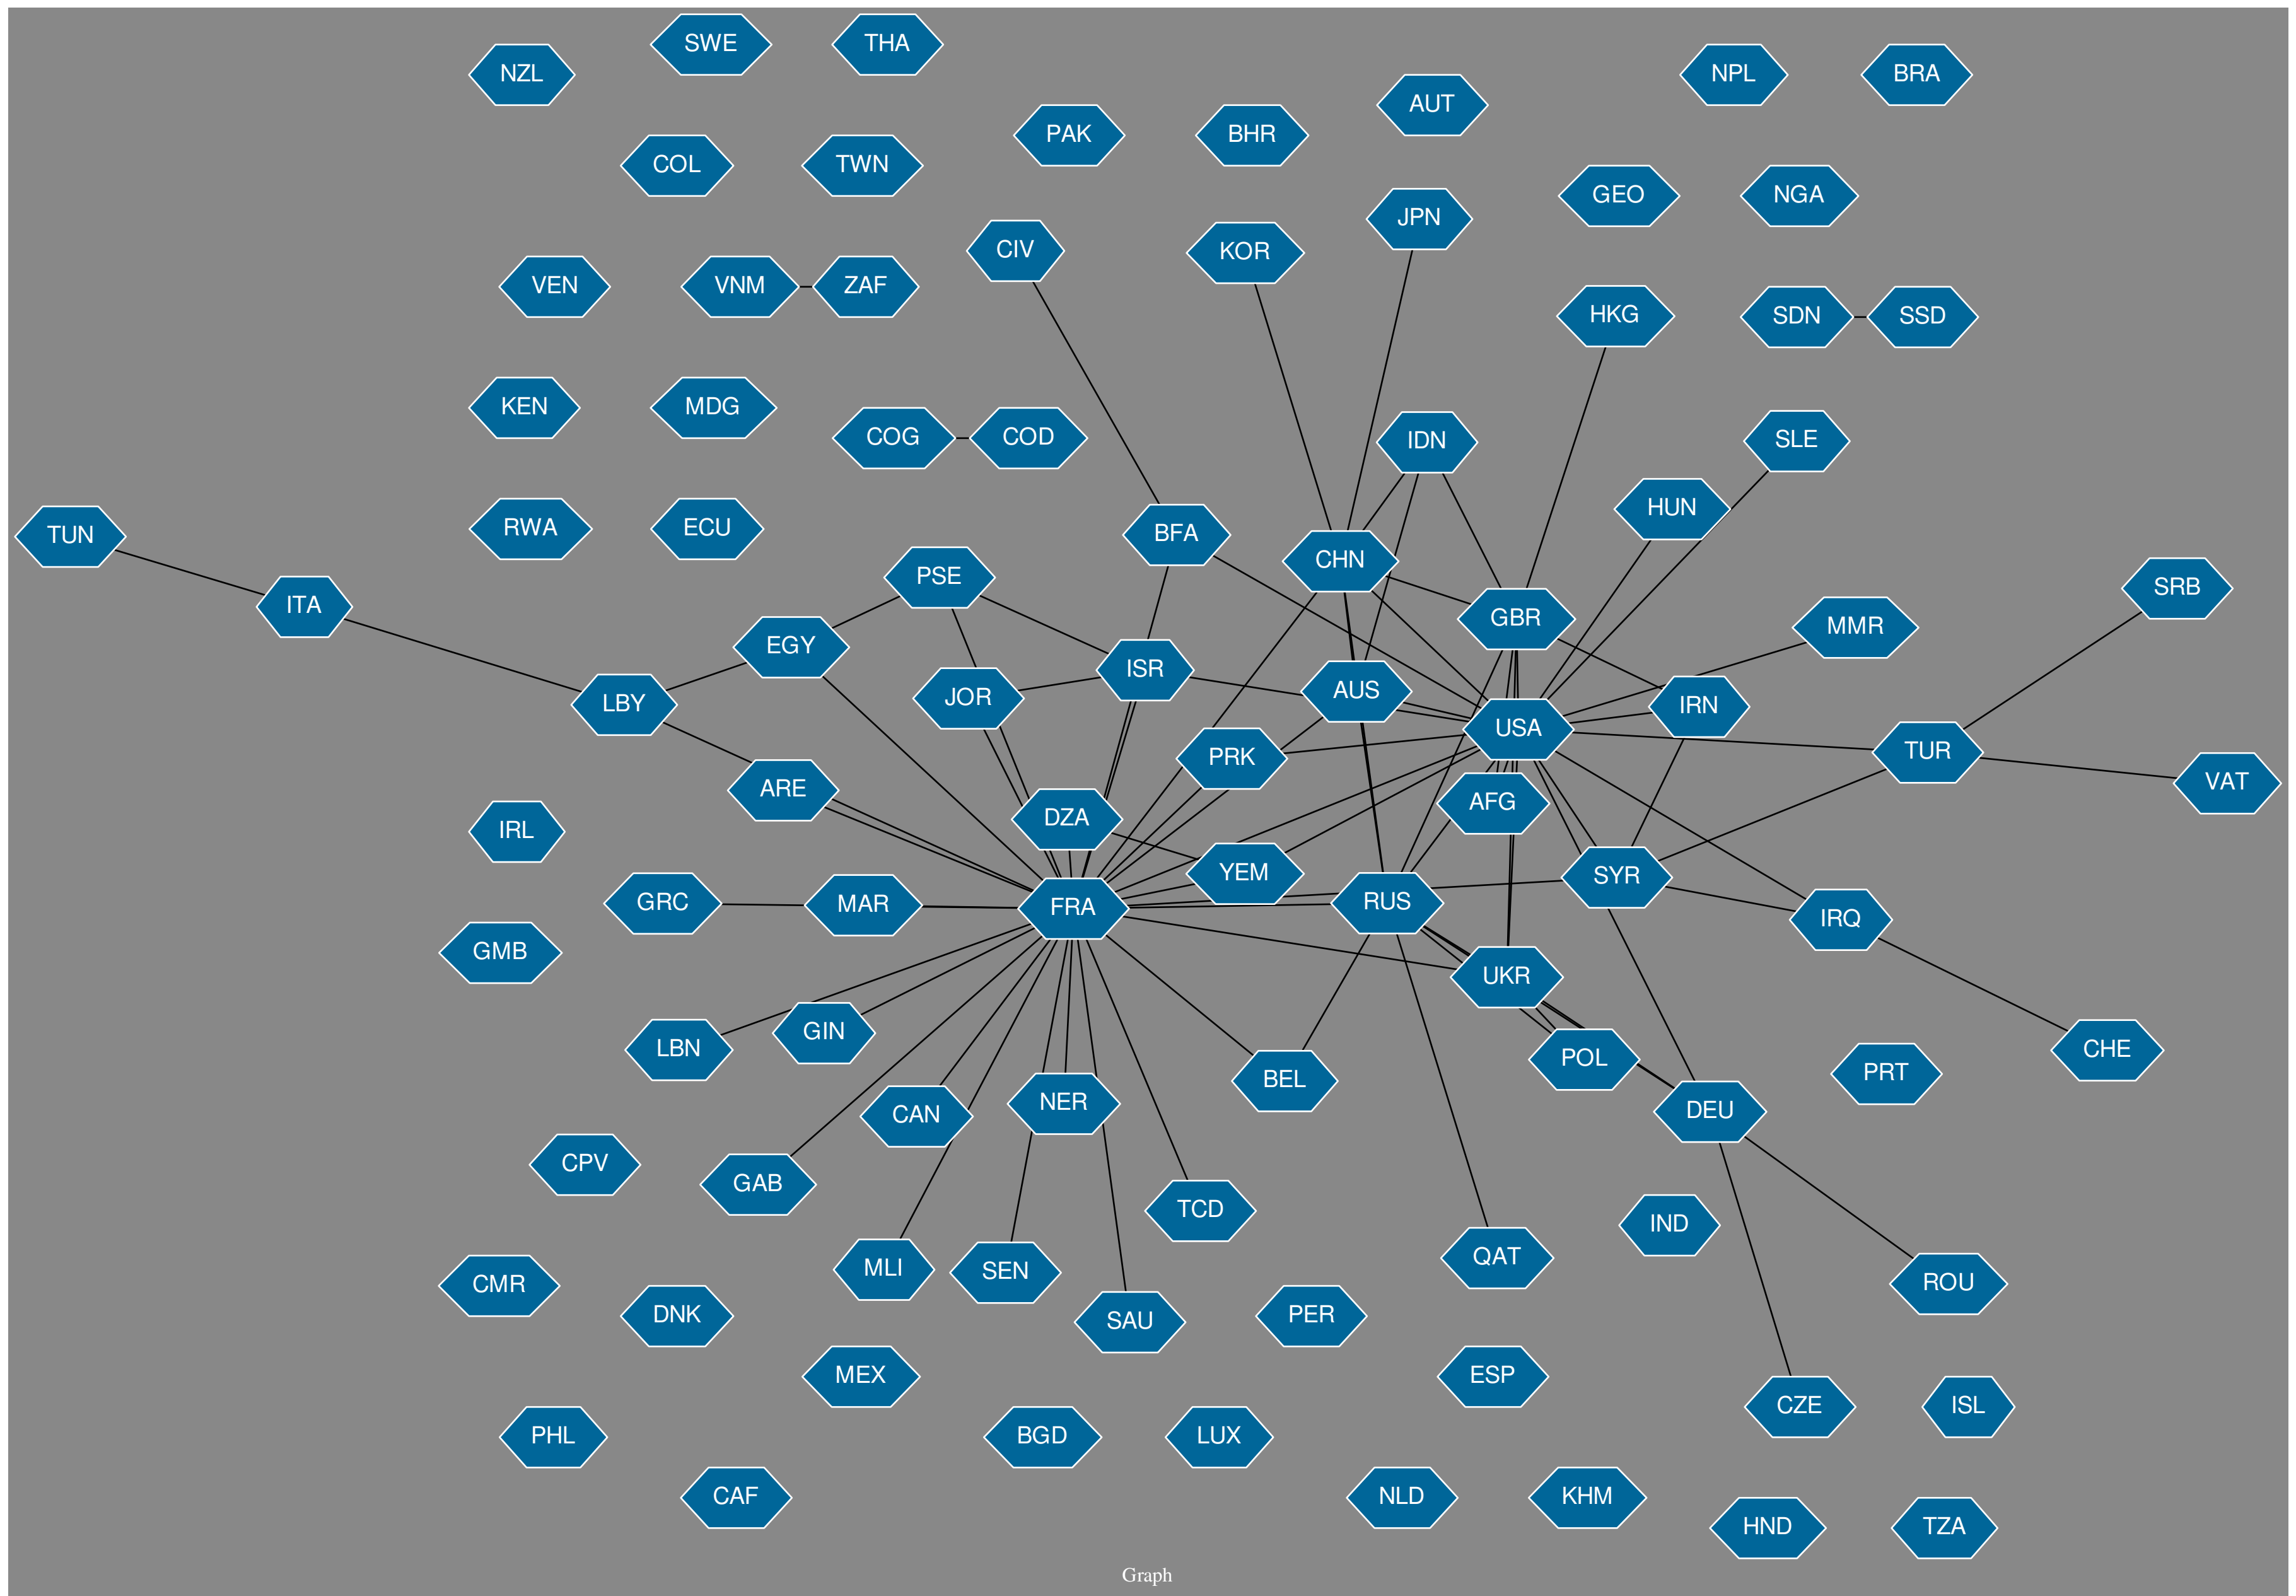 SWE
THA
NZL
NPL
BRA
AUT
PAK
BHR
COL
TWN
GEO
NGA
JPN
CIV
KOR
VEN
VNM
ZAF
HKG
SDN
SSD
KEN
MDG
COG
COD
IDN
SLE
HUN
RWA
ECU
TUN
BFA
CHN
PSE
SRB
ITA
GBR
MMR
EGY
ISR
AUS
JOR
LBY
IRN
USA
TUR
PRK
VAT
ARE
AFG
DZA
IRL
YEM
SYR
GRC
MAR
FRA
RUS
IRQ
GMB
UKR
GIN
LBN
CHE
POL
PRT
BEL
NER
CAN
DEU
CPV
GAB
TCD
IND
QAT
MLI
SEN
CMR
ROU
DNK
SAU
PER
MEX
ESP
CZE
ISL
PHL
BGD
LUX
CAF
NLD
KHM
HND
TZA
Graph